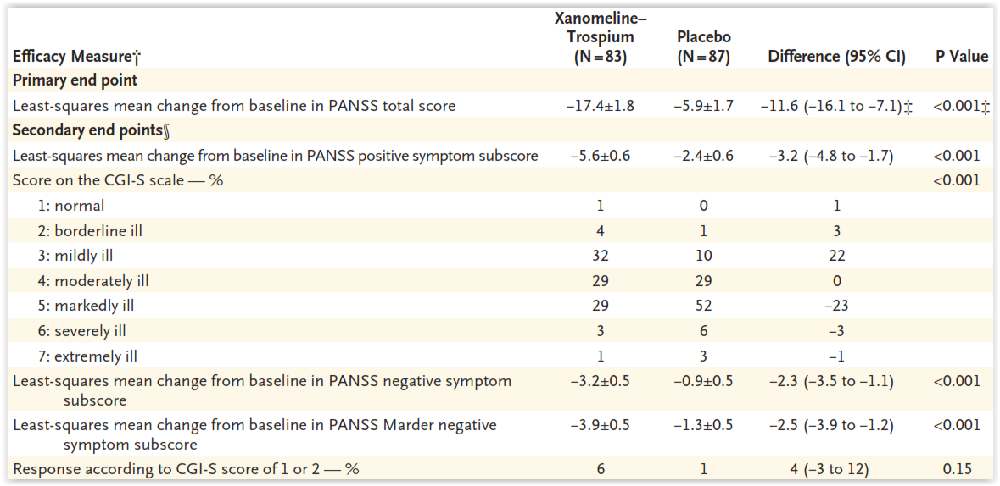 Xanomeline–
Trospium Placebo
Efficacy Measure† (N=83) (N=87) Difference (95% CI) P Value
Primary end point
Least-squares mean change from baseline in PANSS total score −17.4±1.8 −5.9±1.7 −11.6 (−16.1 to −7.1)‡ <0.001‡
Secondary end points§
Least-squares mean change from baseline in PANSS positive symptom subscore −5.6±0.6 −2.4±0.6 −3.2 (−4.8 to −1.7) <0.001
Score on the CGI-S scale — % <0.001
1: normal 1 0 1
2: borderline ill 4 1 3
3: mildly ill 32 10 22
4: moderately ill 29 29 0
5: markedly ill 29 52 −23
6: severely ill 3 6 −3
7: extremely ill 1 3 −1
Least-squares mean change from baseline in PANSS negative symptom −3.2±0.5 −0.9±0.5 −2.3 (−3.5 to −1.1) <0.001
subscore
Least-squares mean change from baseline in PANSS Marder negative −3.9±0.5 −1.3±0.5 −2.5 (−3.9 to −1.2) <0.001
symptom subscore
Response according to CGI-S score of 1 or 2 — % 6 1 4 (−3 to 12) 0.15